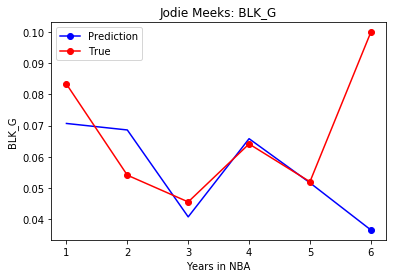 Jodie Meeks: BLK_G
Prediction
True
0.10
0.09
0.08
0.07
0.06
0.05
0.04
BLK_G
1 2 3 4 5 6
Years in NBA